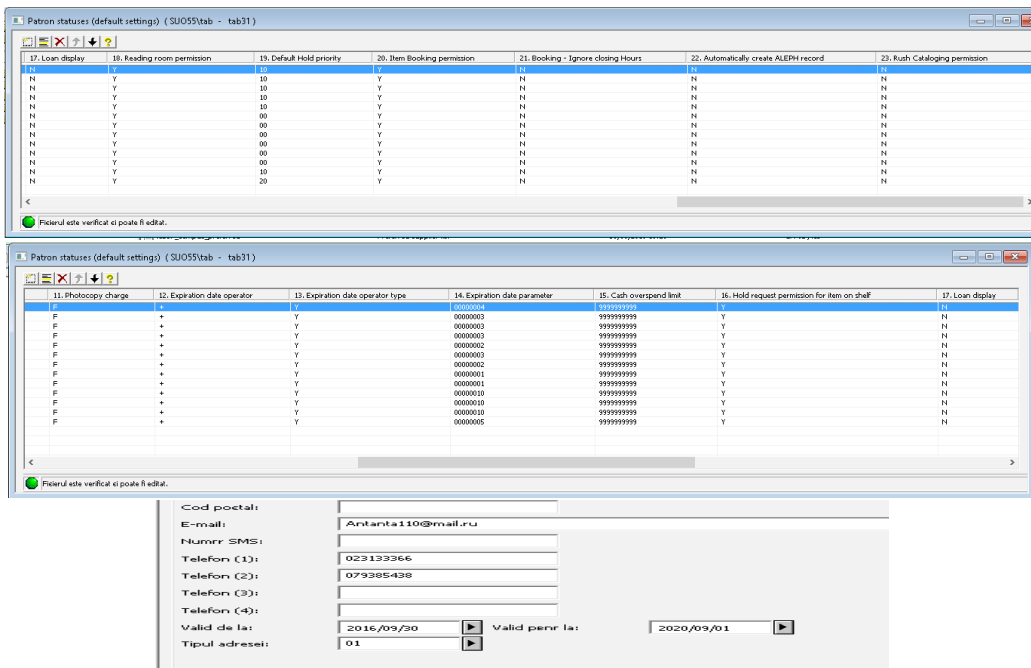 Patron statuses (default settings) ( SUO55\tab - tab31 )
17. Loan display 18. Reading room permission 19. Default Hold priority 20. Item Booking permission 21. Booking - Ignore closing Hours 22. Automatically create ALEPH record 23. Rush Cataloging permission
N Y 10 Y N N N
N Y 10 Y N N N
N Y 10 Y N N N
N Y 10 Y N N N
N Y 10 Y N N N
N Y 00 Y N N N
N Y 00 Y N N N
N Y 00 Y N N N
N Y 00 Y N N N
N Y 00 Y N N N
N Y 00 Y N N N
N Y 10 Y N N N
N Y 20 Y N N N
Ficierul este verificat ci poate fi editat.
Patron statuses (default settings) ( SUO55\tab - tab31 )
11. Photocopy charge 12. Expiration date operator 13. Expiration date operator type 14. Expiration date parameter 15. Cash overspend limit 16. Hold request permission for item on shelf 17. Loan display
F + Y 00000004 9999999999 Y N
F + Y 00000003 9999999999 Y N
F + Y 00000003 9999999999 Y N
F + Y 00000003 9999999999 Y N
F + Y 00000002 9999999999 Y N
F + Y 00000003 9999999999 Y N
F + Y 00000002 9999999999 Y N
F + Y 00000001 9999999999 Y N
F + Y 00000001 9999999999 Y N
F + Y 00000010 9999999999 Y N
F + Y 00000010 9999999999 Y N
F + Y 00000010 9999999999 Y N
F + Y 00000005 9999999999 Y N
Ficierul este verificat ci poate fi editat.
Cod poctal:
E-mail: Antanta110@mail.ru
Numrr SMS:
Telefon (1): 023133366
Telefon (2): 079385438
Telefon (3):
Telefon (4):
Valid de la: 2016/09/30 Valid penr la: 2020/09/01
Tipul adresei: 01